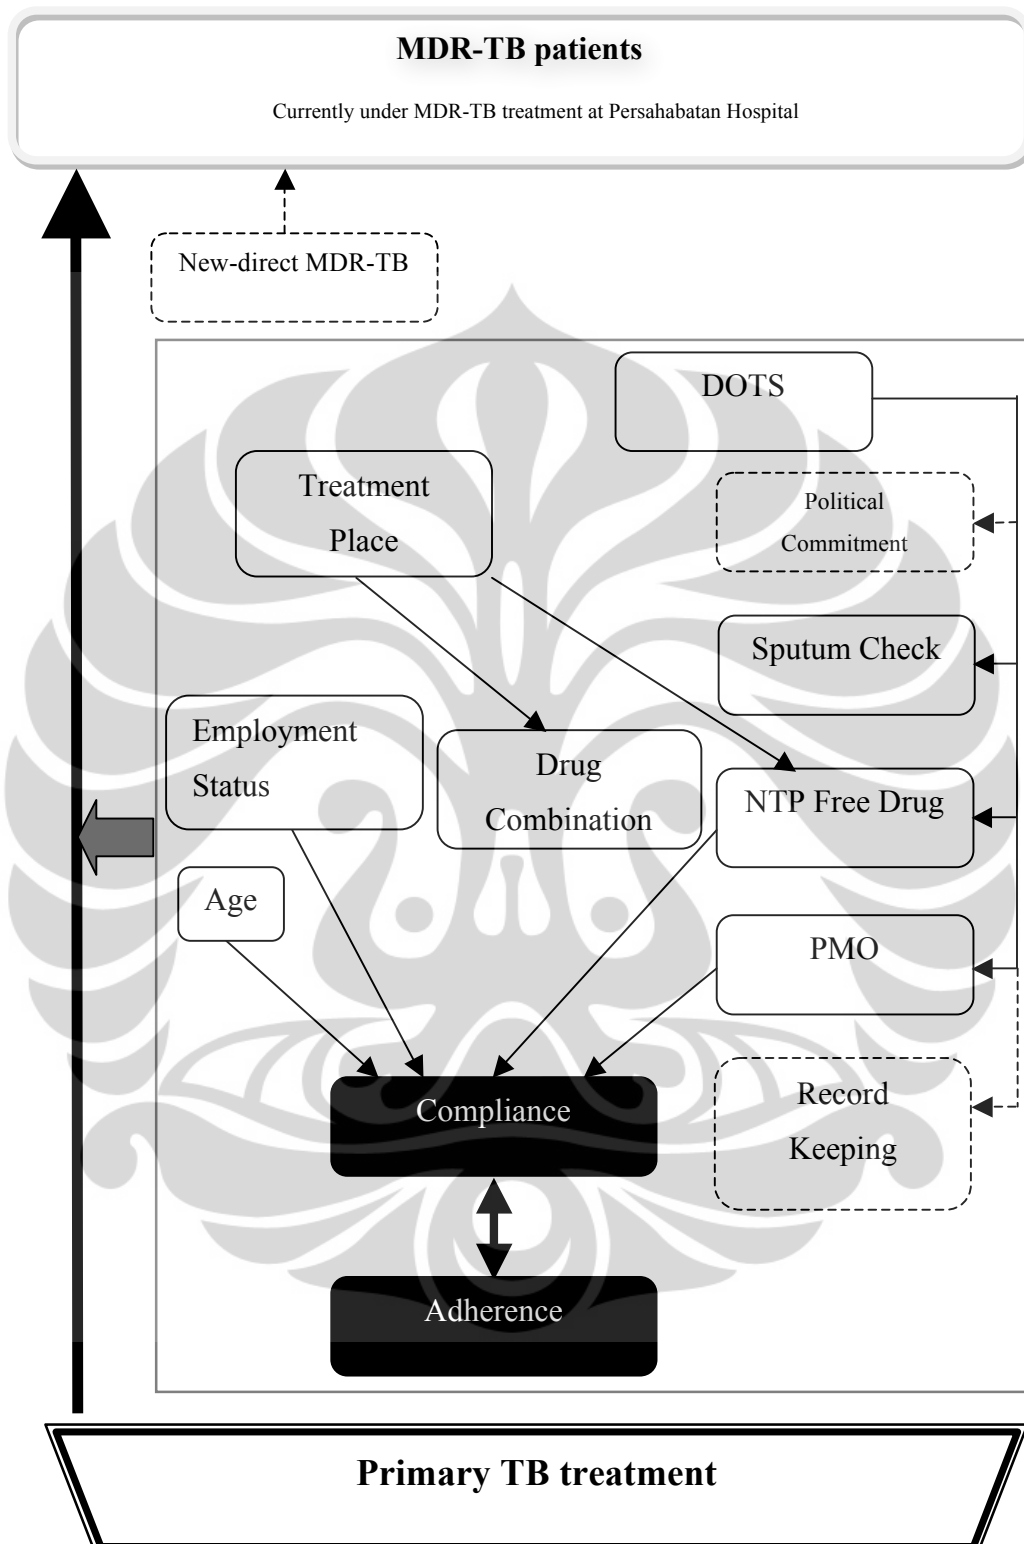 MDR-TB patients
Currently under MDR-TB treatment at Persahabatan Hospital
New-direct MDR-TB
DOTS
Treatment
Place
Political
Commitment
Sputum Check
Employment
Status
Drug
Combination
NTP Free Drug
Age
PMO
Compliance
Record
Keeping
Adherence
Primary TB treatment